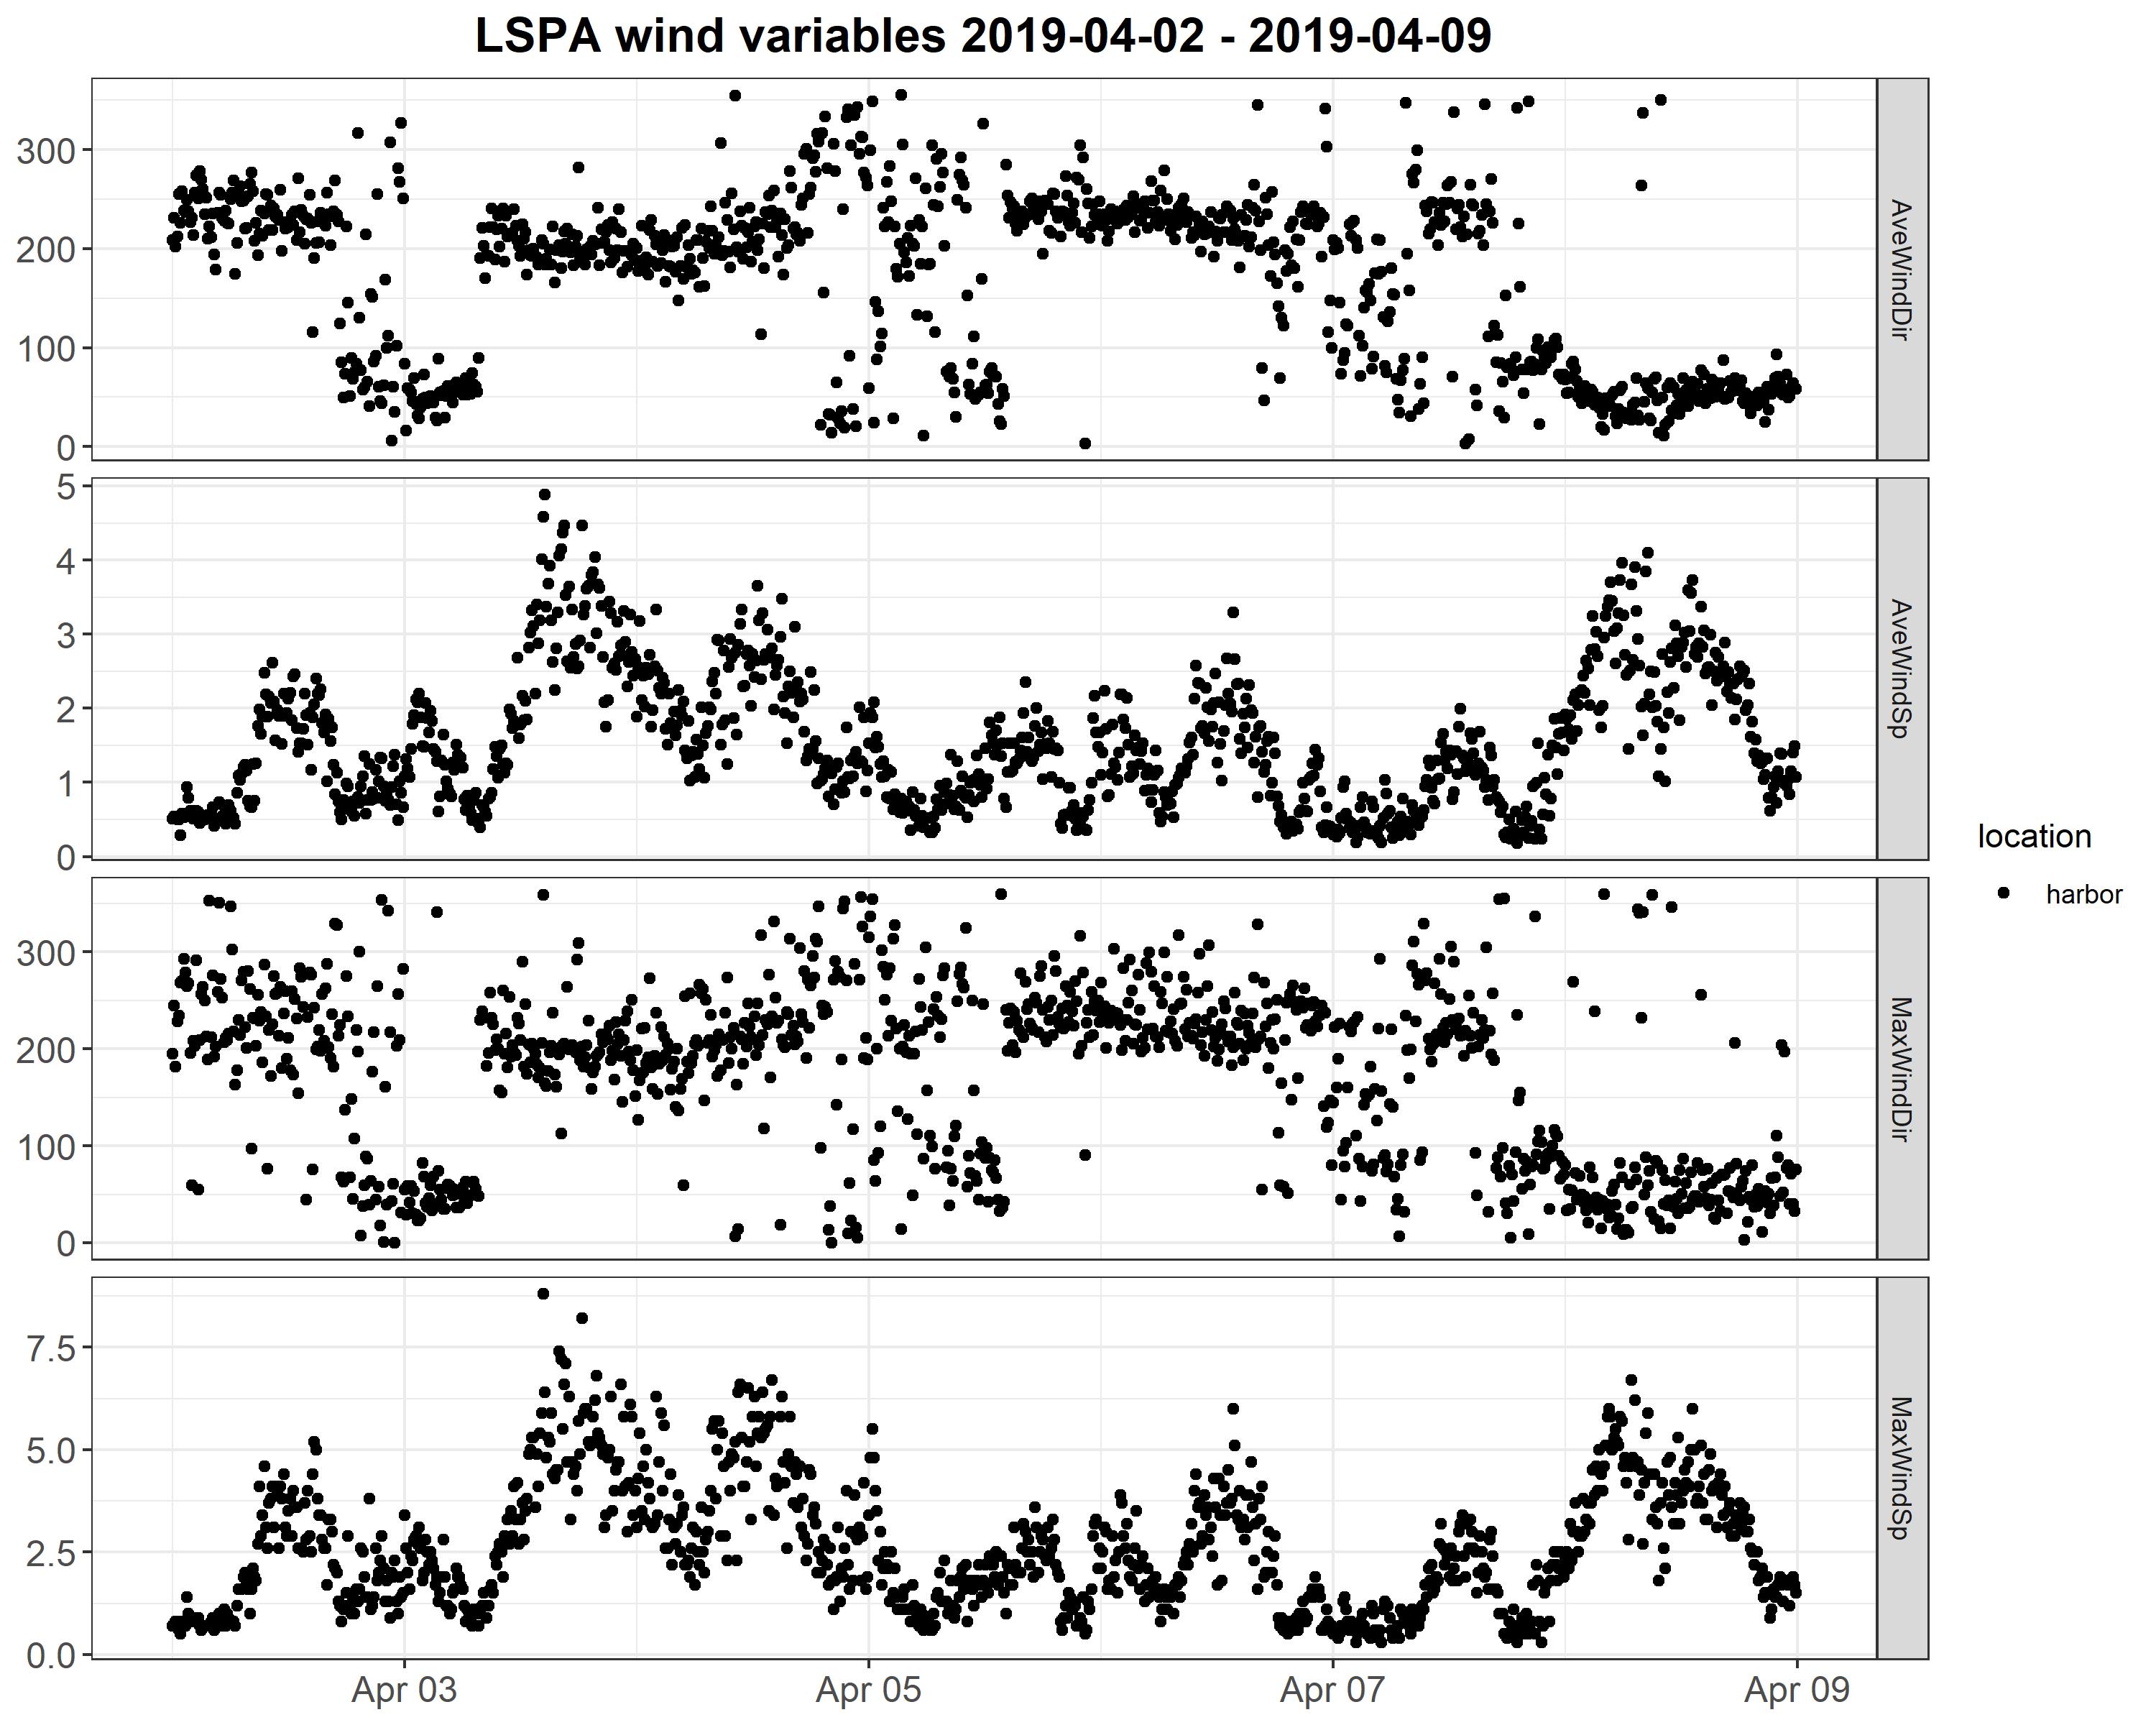 LSPA wind variables 2019-04-02 - 2019-04-09
300
200
100
0
AveWindDir
5
4
3
2
1
0
AveWindSp
location
harbor
300
200
100
0
MaxWindDir
7.5
5.0
2.5
0.0
MaxWindSp
Apr 03 Apr 05 Apr 07 Apr 09